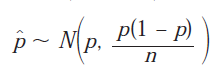 p̂ ~ N(p, p(1 - p)/n)